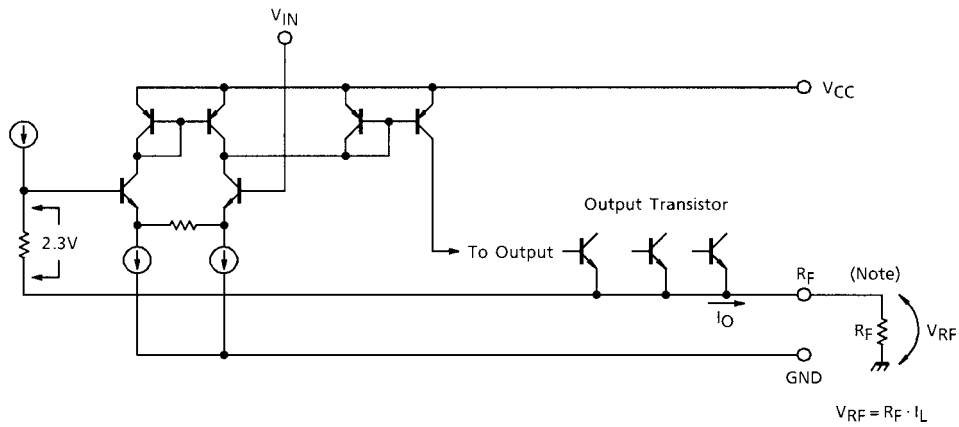 VIN
VCC
2.3V
Output Transistor
To Output
RF
(Note)
IO
RF
VRF
GND
VRF = RF · IL